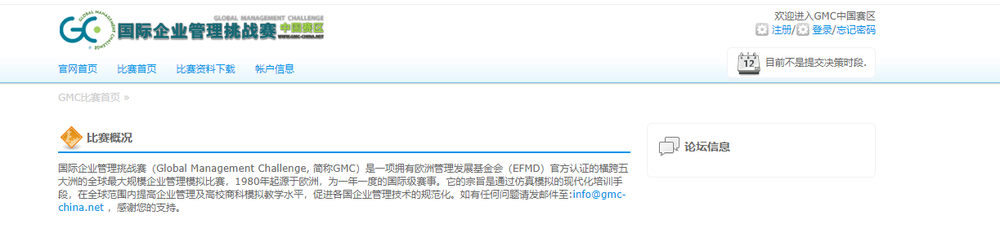 GLOBAL MANAGEMENT CHALLENGE
国际企业管理挑战赛
中国赛区
WWW.GMC-CHINA.NET
欢迎进入GMC中国赛区
注册/登录/忘记密码
官网首页 比赛首页 比赛资料下载 帐户信息
12 目前不是提交决策时段.
GMC比赛首页 »
比赛概况
论坛信息
国际企业管理挑战赛（Global Management Challenge, 简称GMC）是一项拥有欧洲管理发展基金会（EFMD）官方认证的横跨五
大洲的全球最大规模企业管理模拟比赛，1980年起源于欧洲，为一年一度的国际级赛事。它的宗旨是通过仿真模拟的现代化培训手
段，在全球范围内提高企业管理及高校商科模拟教学水平，促进各国企业管理技术的规范化。如有任何问题请发邮件至:info@gmc-
china.net ，感谢您的支持。